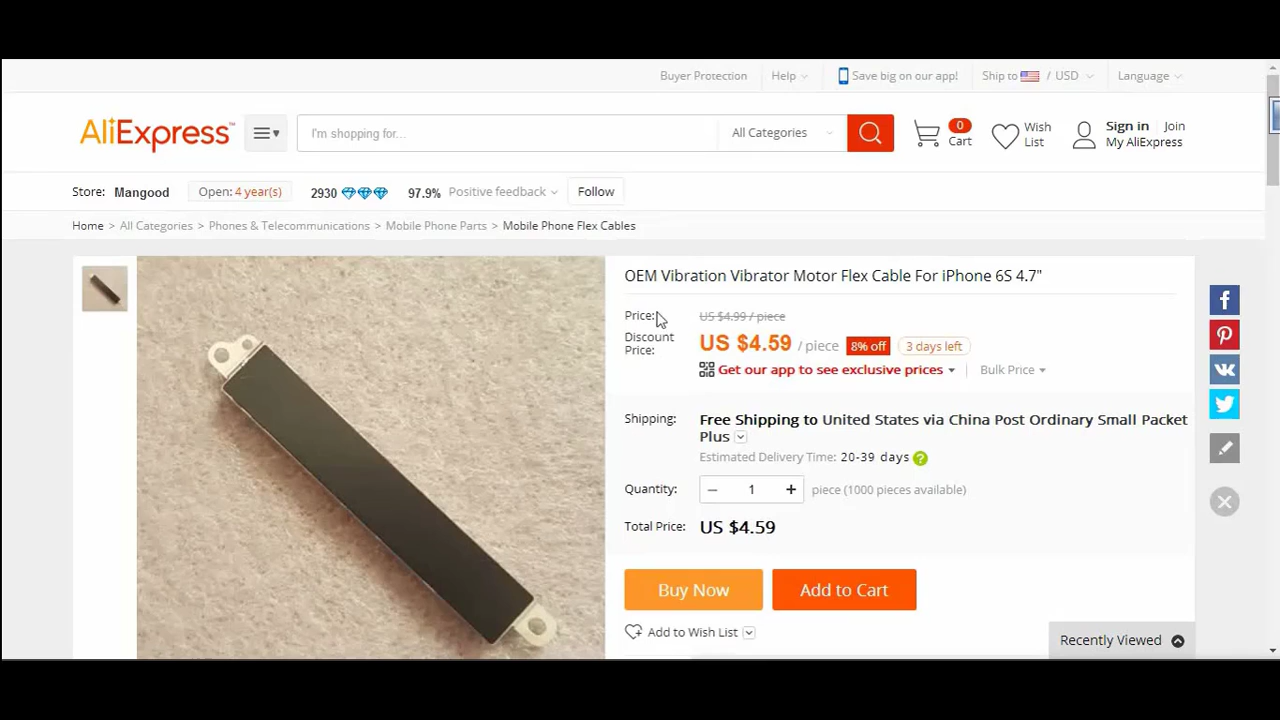 Buyer Protection Help Save big on our app! Ship to / USD Language
AliExpress™ I'm shopping for... All Categories 0 Cart Wish List Sign in Join My AliExpress
Store: Mangood Open: 4 year(s) 2930 97.9% Positive feedback Follow
Home > All Categories > Phones & Telecommunications > Mobile Phone Parts > Mobile Phone Flex Cables
OEM Vibration Vibrator Motor Flex Cable For iPhone 6S 4.7"
Price: US $4.99 / piece
Discount Price: US $4.59 / piece 8% off 3 days left
Get our app to see exclusive prices Bulk Price
Shipping: Free Shipping to United States via China Post Ordinary Small Packet
Plus
Estimated Delivery Time: 20-39 days ?
Quantity: − 1 + piece (1000 pieces available)
Total Price: US $4.59
Buy Now Add to Cart
Add to Wish List
Recently Viewed